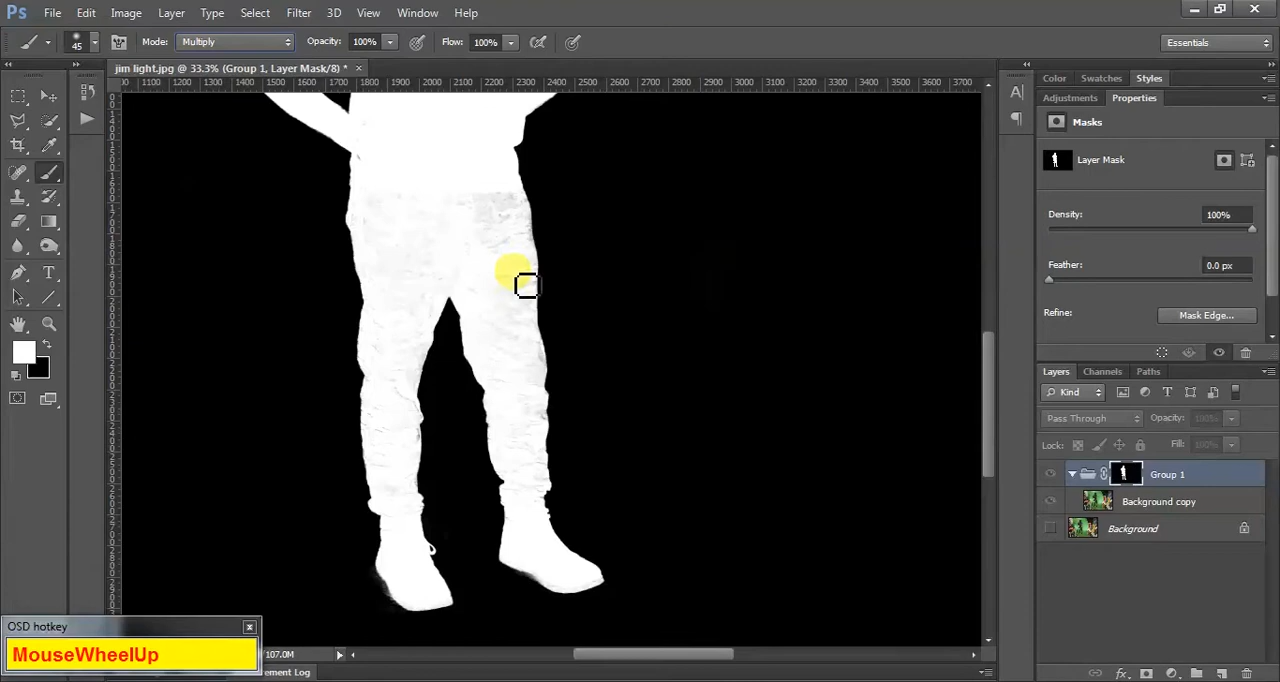 Ps File Edit Image Layer Type Select Filter 3D View Window Help
45 Mode: Multiply Opacity: 100% Flow: 100% Essentials
jim light.jpg @ 33.3% (Group 1, Layer Mask/8) * ×
1100 1200 1300 1400 1500 1600 1700 1800 1900 2000 2100 2200 2300 2400 2500 2600 2700 2800 2900 3000 3100 3200 3300 3400 3500 3600 3700
Color Swatches Styles
Adjustments Properties
Masks
Layer Mask
Density: 100%
Feather: 0.0 px
Refine: Mask Edge...
Layers Channels Paths
Kind
Pass Through Opacity: 100%
Lock: Fill: 100%
Group 1
Background copy
Background
OSD hotkey
MouseWheelUp
107.0M
ement Log